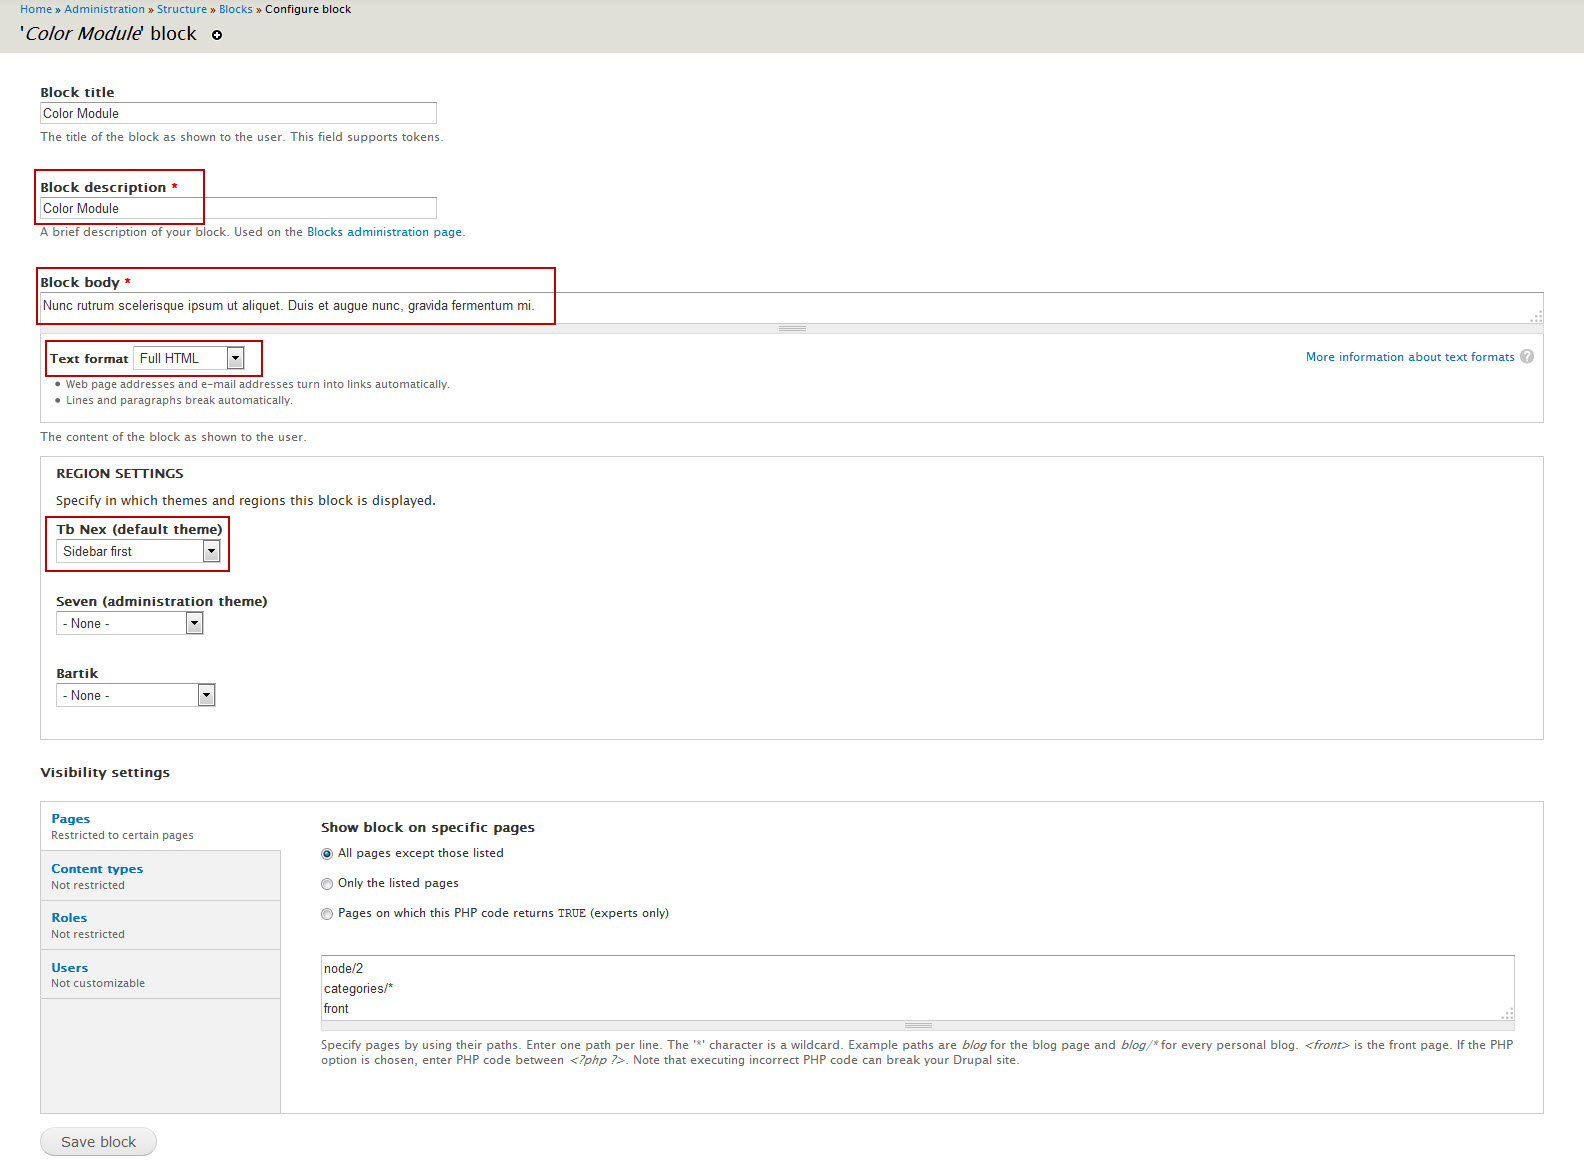 Home » Administration » Structure » Blocks » Configure block
'Color Module' block
Block title
Color Module
The title of the block as shown to the user. This field supports tokens.
Block description *
Color Module
A brief description of your block. Used on the Blocks administration page.
Block body *
Nunc rutrum scelerisque ipsum ut aliquet. Duis et augue nunc, gravida fermentum mi.
Text format Full HTML
More information about text formats ?
• Web page addresses and e-mail addresses turn into links automatically.
• Lines and paragraphs break automatically.
The content of the block as shown to the user.
REGION SETTINGS
Specify in which themes and regions this block is displayed.
Tb Nex (default theme)
Sidebar first
Seven (administration theme)
- None -
Bartik
- None -
Visibility settings
Pages
Restricted to certain pages
Content types
Not restricted
Roles
Not restricted
Users
Not customizable
Show block on specific pages
All pages except those listed
Only the listed pages
Pages on which this PHP code returns TRUE (experts only)
node/2
categories/*
front
Specify pages by using their paths. Enter one path per line. The '*' character is a wildcard. Example paths are blog for the blog page and blog/* for every personal blog. <front> is the front page. If the PHP
option is chosen, enter PHP code between <?php ?>. Note that executing incorrect PHP code can break your Drupal site.
Save block